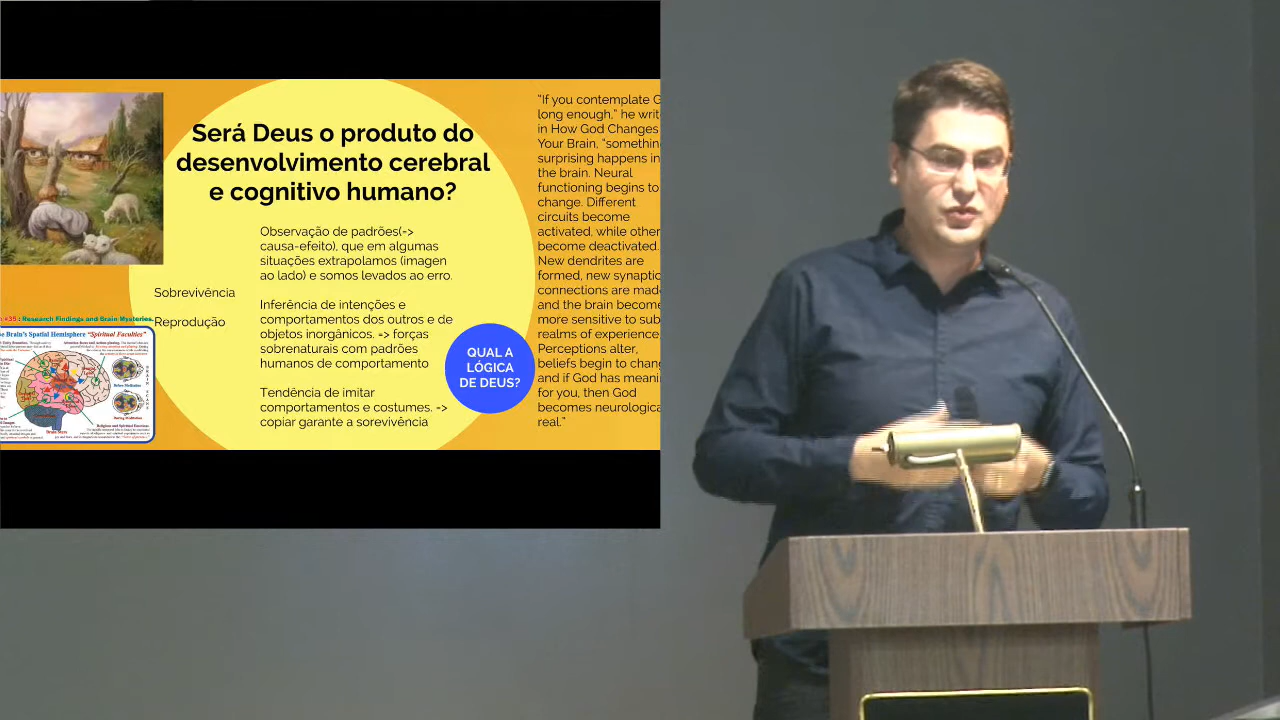 Será Deus o produto do
desenvolvimento cerebral
e cognitivo humano?
Observação de padrões(->
causa-efeito), que em algumas
situações extrapolamos (imagen
ao lado) e somos levados ao erro.
Sobrevivência
Reprodução
Inferência de intenções e
comportamentos dos outros e de
objetos inorgânicos. => forças
sobrenaturais com padrões
humanos de comportamento
Tendência de imitar
comportamentos e costumes. =>
copiar garante a sorevivência
QUAL A
LÓGICA
DE DEUS?
"If you contemplate G
long enough," he writ
in How God Changes
Your Brain, "somethin
surprising happens in
the brain. Neural
functioning begins to
change. Different
circuits become
activated, while other
become deactivated.
New dendrites are
formed, new synaptic
connections are mad
and the brain become
more sensitive to sub
realms of experience
Perceptions alter,
beliefs begin to chang
and if God has meani
for you, then God
becomes neurologica
real."
#35 : Research Findings and Brain Mysteries.
e Brain's Spatial Hemisphere "Spiritual Faculties"
Brain Stem